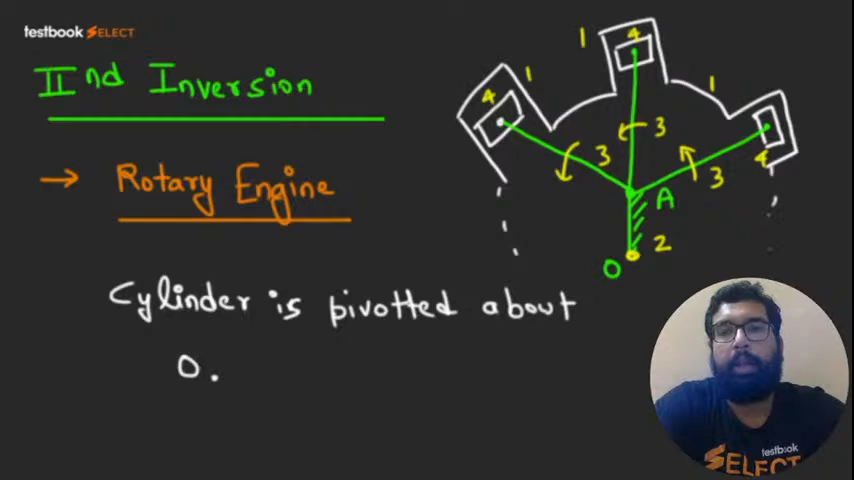 testbook SELECT
IInd Inversion
→ Rotary Engine
Cylinder is pivotted about
O.
1
4
1
4
1
4
3
3
3
A
2
O
testbook
SELECT